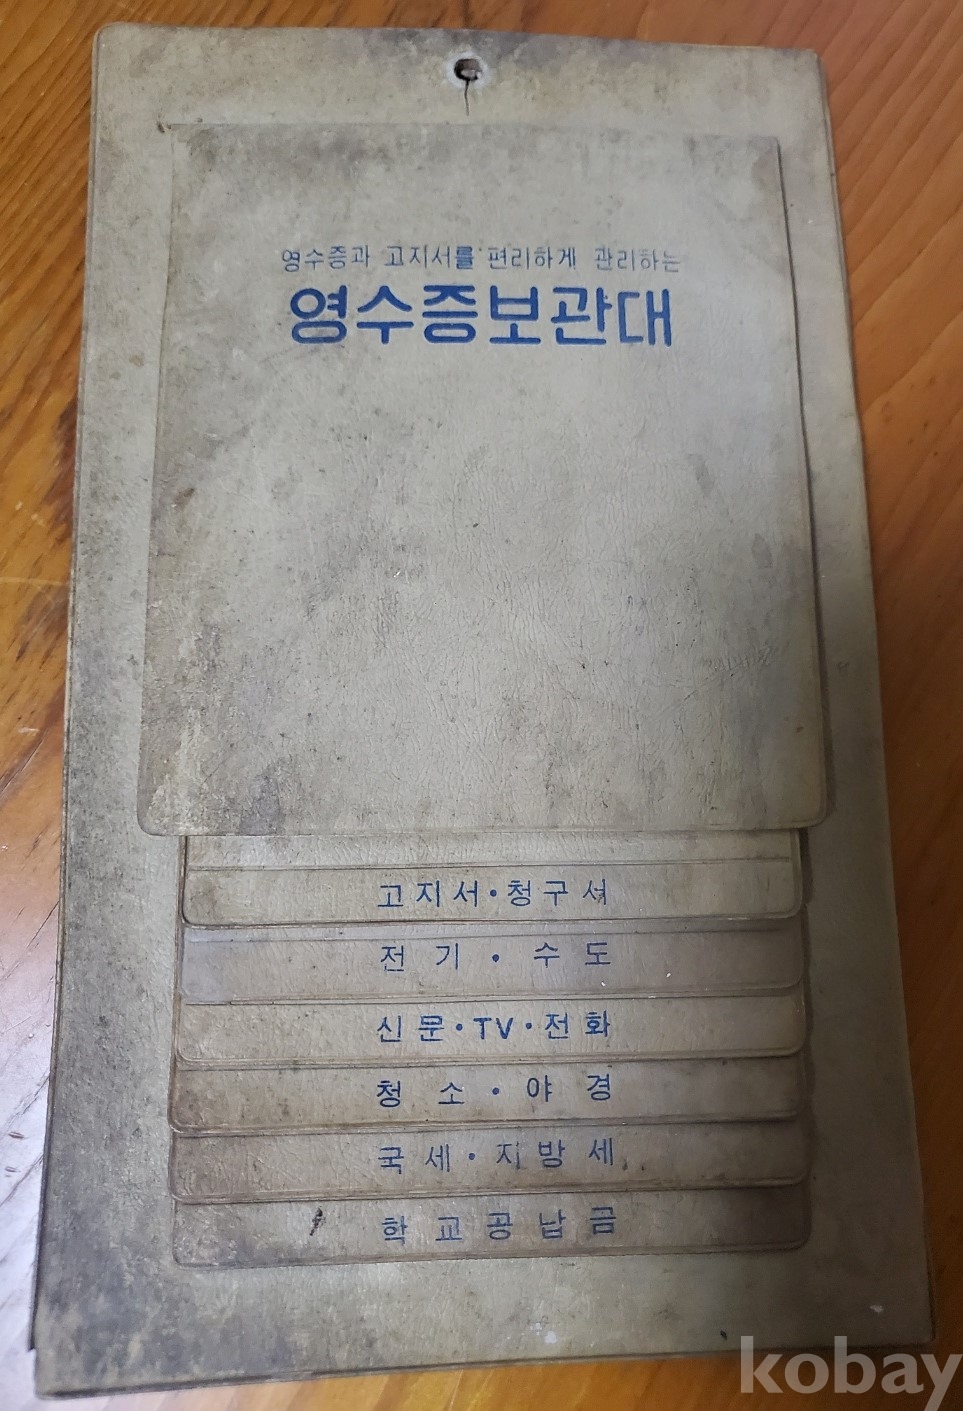 영수증과 고지서를 편리하게 관리하는
영수증보관대
고지서·청구서
전기·수도
신문·TV·전화
청소·야경
국세·지방세
학교공납금
kobay